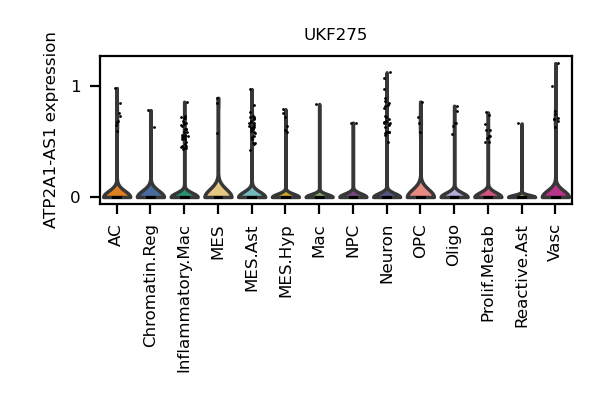 UKF275
ATP2A1-AS1 expression
1
0
AC
Chromatin.Reg
Inflammatory.Mac
MES
MES.Ast
MES.Hyp
Mac
NPC
Neuron
OPC
Oligo
Prolif.Metab
Reactive.Ast
Vasc